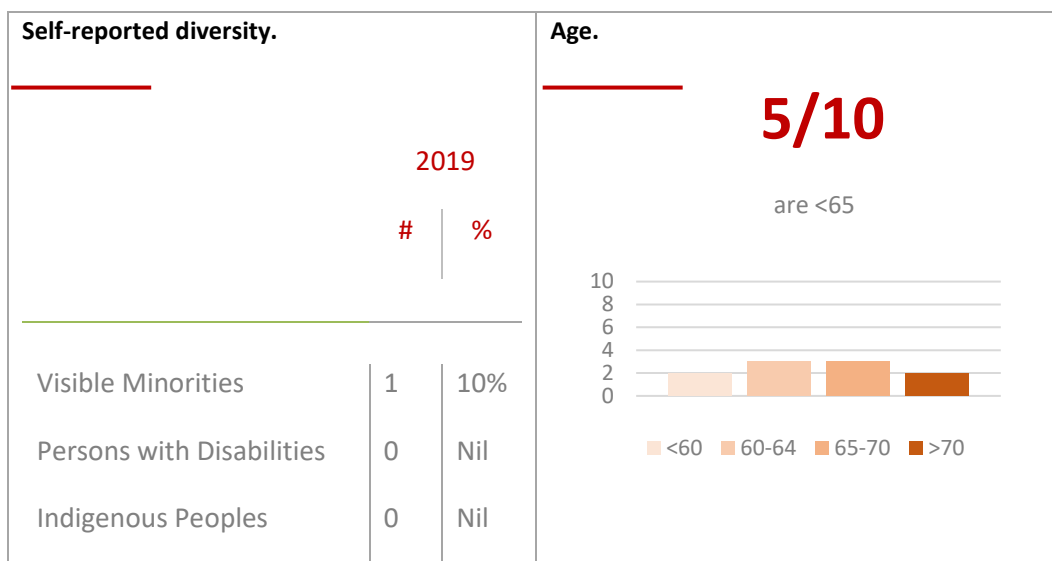 Self-reported diversity.
2019
# %
Visible Minorities 1 10%
Persons with Disabilities 0 Nil
Indigenous Peoples 0 Nil
Age.
5/10
are <65
10
8
6
4
2
0
<60 60-64 65-70 >70